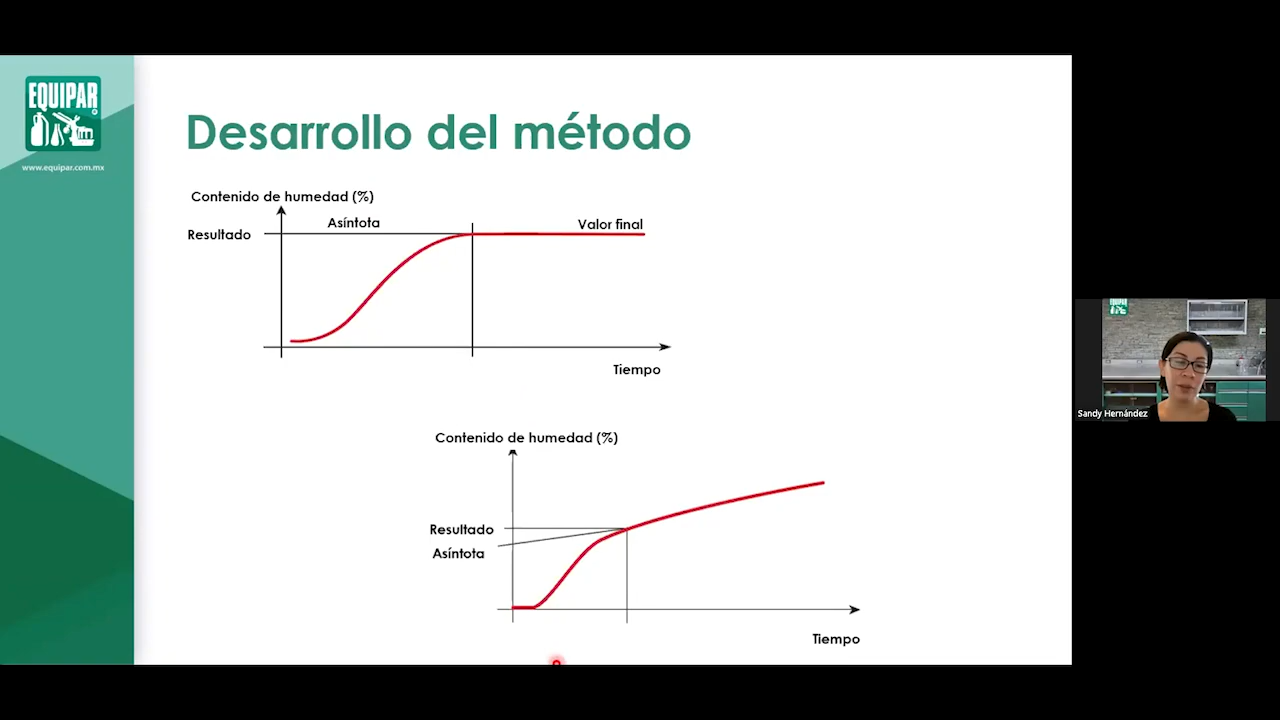 EQUIPAR
www.equipar.com.mx
Desarrollo del método
Contenido de humedad (%)
Asíntota
Valor final
Resultado
Tiempo
Contenido de humedad (%)
Resultado
Asíntota
Tiempo
EQUIPAR
Sandy Hernández